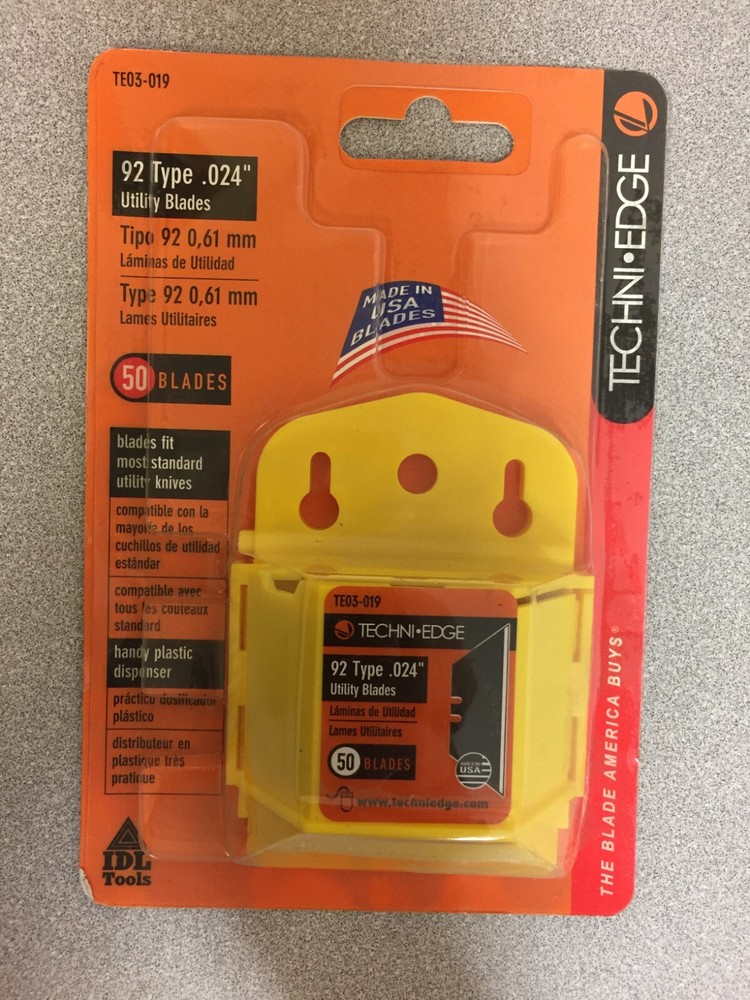 TE03-019
92 Type .024"
Utility Blades
Tipo 92 0,61 mm
Láminas de Utilidad
Type 92 0,61 mm
Lames Utilitaires
50 BLADES
blades fit
most standard
utility knives
compatible con la
mayoría de los
cuchillos de utilidad
estándar
compatible avec
tous les couteaux
standard
handy plastic
dispenser
práctico dosificador
plástico
distributeur en
plastique très
pratique
IDL
Tools
MADE IN
USA
BLADES
TECHNI•EDGE
THE BLADE AMERICA BUYS®
TE03-019
TECHNI•EDGE
92 Type .024"
Utility Blades
Láminas de Utilidad
Lames Utilitaires
50 BLADES
made in the
USA
www.techniedge.com